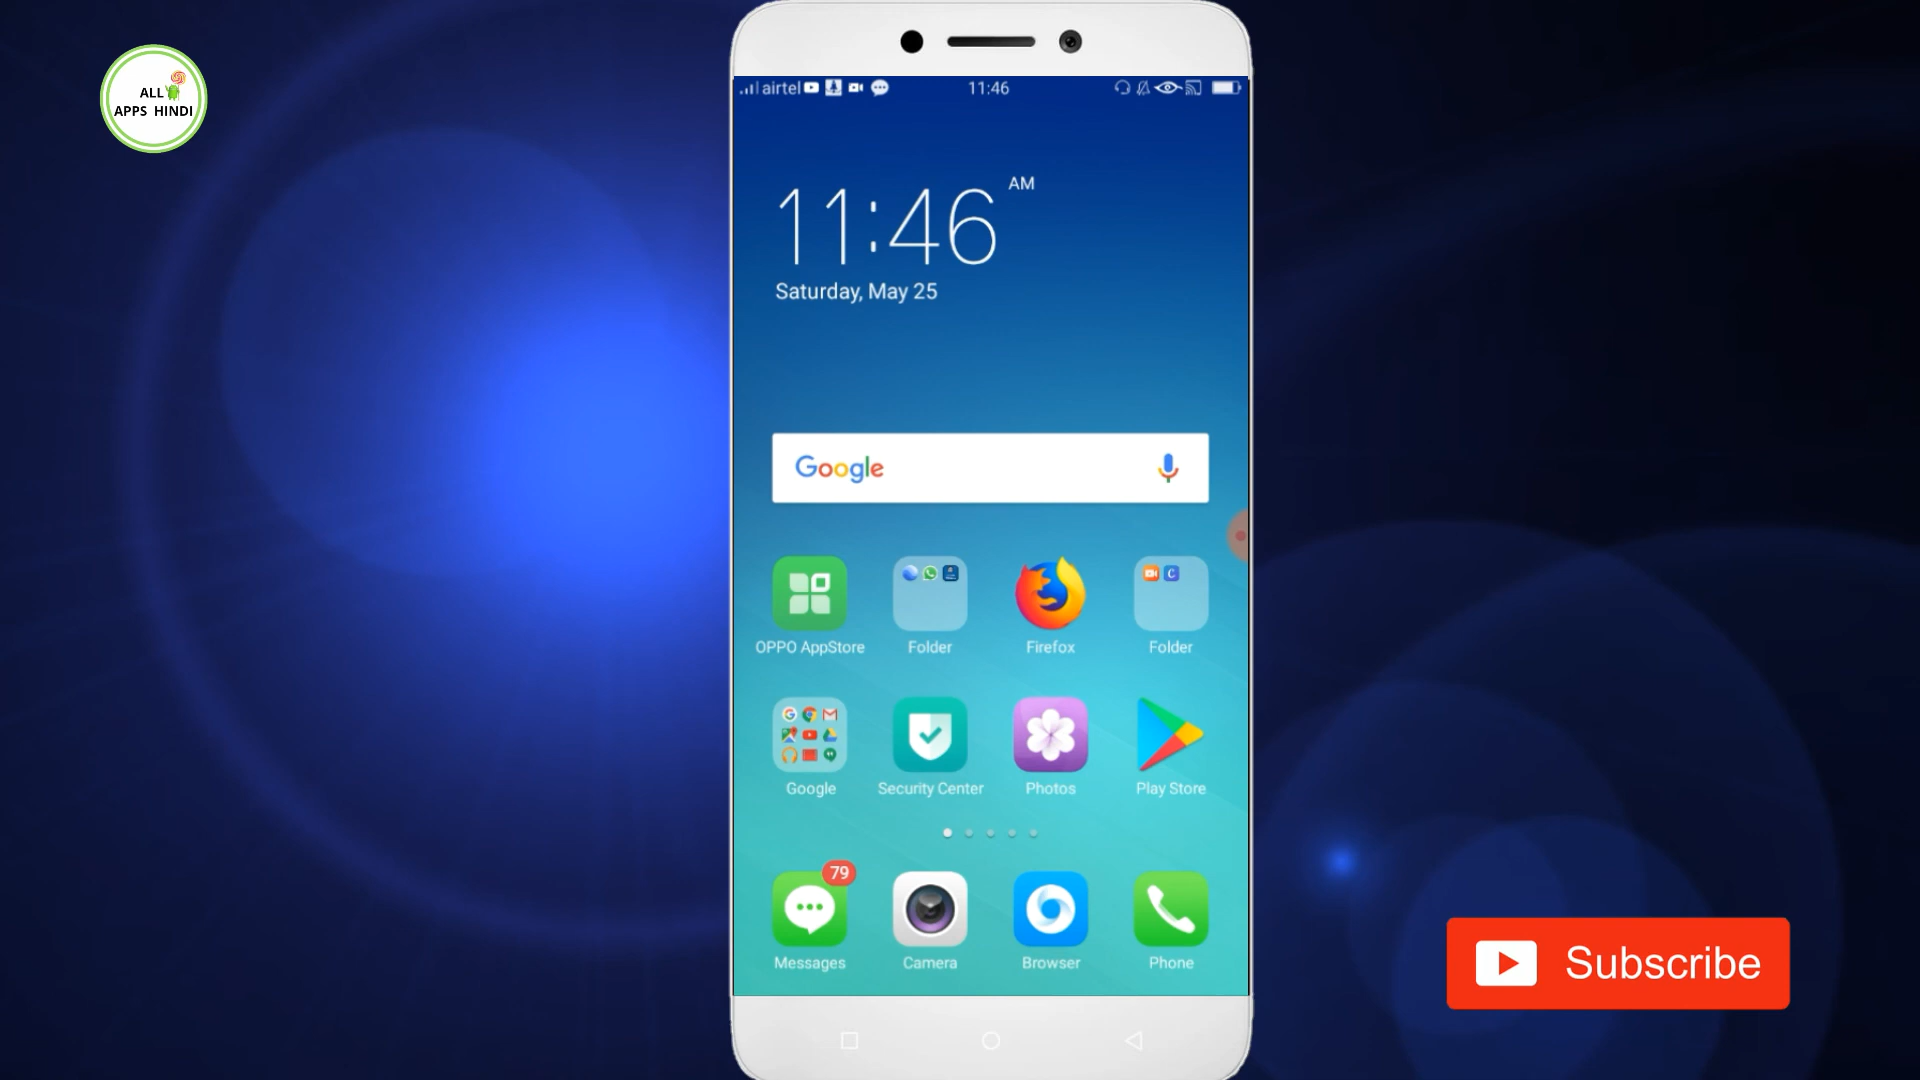 ALL
APPS HINDI
airtel
11:46
11:46 AM
Saturday, May 25
Google
OPPO AppStore
Folder
Firefox
C
Folder
Google
Security Center
Photos
Play Store
79
Messages
Camera
Browser
Phone
Subscribe